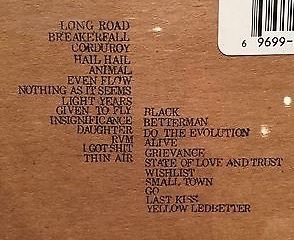 LONG ROAD
BREAKERFALL
CORDUROY
HAIL HAIL
ANIMAL
EVEN FLOW
NOTHING AS IT SEEMS
LIGHT YEARS
GIVEN TO FLY
INSIGNIFICANCE
DAUGHTER
RVM
I GOT SHIT
THIN AIR
BLACK
BETTERMAN
DO THE EVOLUTION
ALIVE
GRIEVANCE
STATE OF LOVE AND TRUST
WISHLIST
SMALL TOWN
GO
LAST KISS
YELLOW LEDBETTER
6 9699-